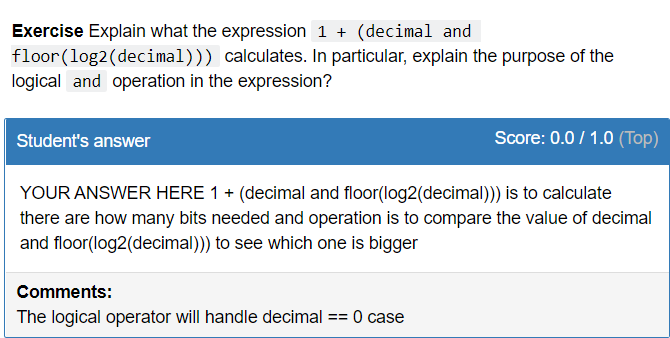 Exercise Explain what the expression 1 + (decimal and
floor(log2(decimal))) calculates. In particular, explain the purpose of the
logical and operation in the expression?
Student's answer
Score: 0.0 / 1.0 (Top)
YOUR ANSWER HERE 1 + (decimal and floor(log2(decimal))) is to calculate
there are how many bits needed and operation is to compare the value of decimal
and floor(log2(decimal))) to see which one is bigger
Comments:
The logical operator will handle decimal == 0 case